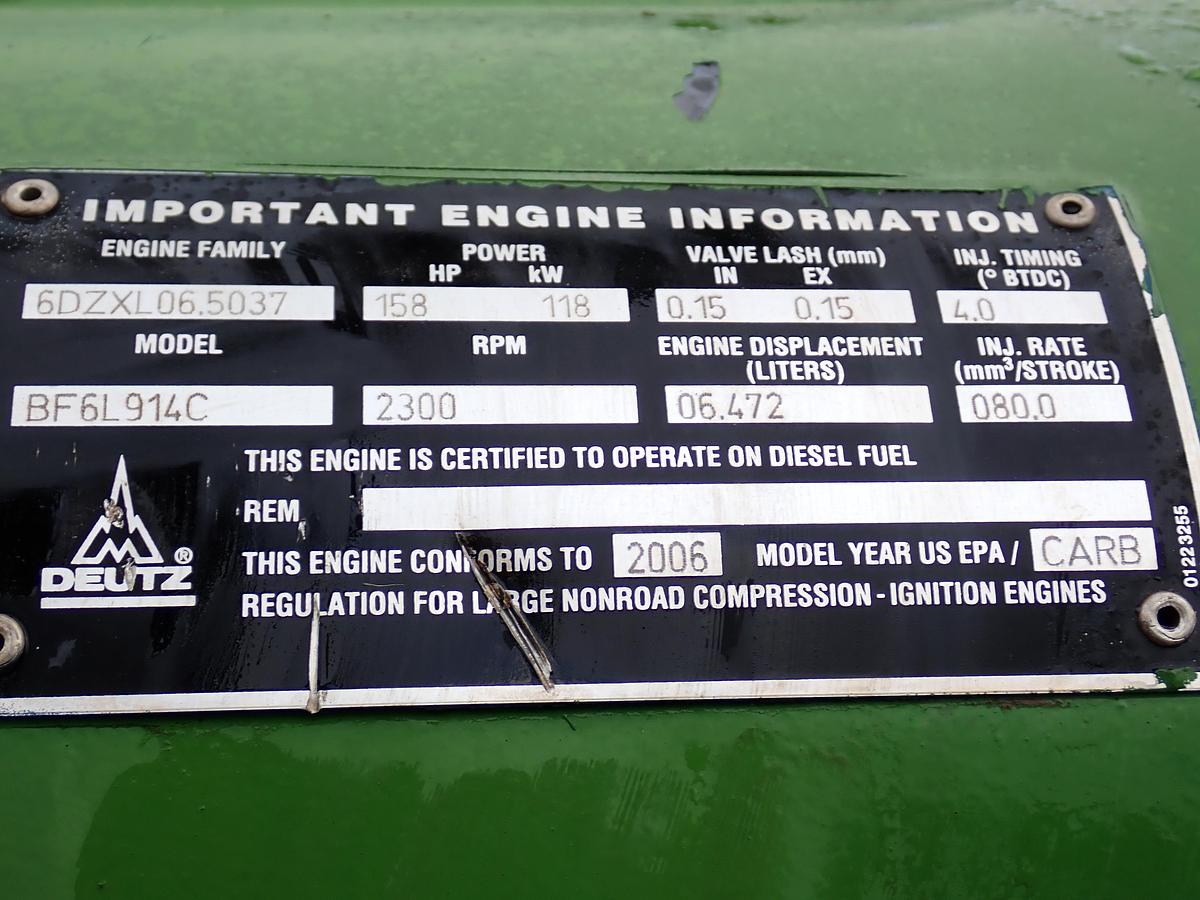 IMPORTANT ENGINE INFORMATION
ENGINE FAMILY POWER VALVE LASH (mm) INJ. TIMING
HP kW IN EX (° BTDC)
6DZXL06.5037 158 118 0.15 0.15 4.0
MODEL RPM ENGINE DISPLACEMENT INJ. RATE
(LITERS) (mm³/STROKE)
BF6L914C 2300 06.472 080.0
THIS ENGINE IS CERTIFIED TO OPERATE ON DIESEL FUEL
REM
THIS ENGINE CONFORMS TO 2006 MODEL YEAR US EPA / CARB
REGULATION FOR LARGE NONROAD COMPRESSION - IGNITION ENGINES
DEUTZ ®
01223255